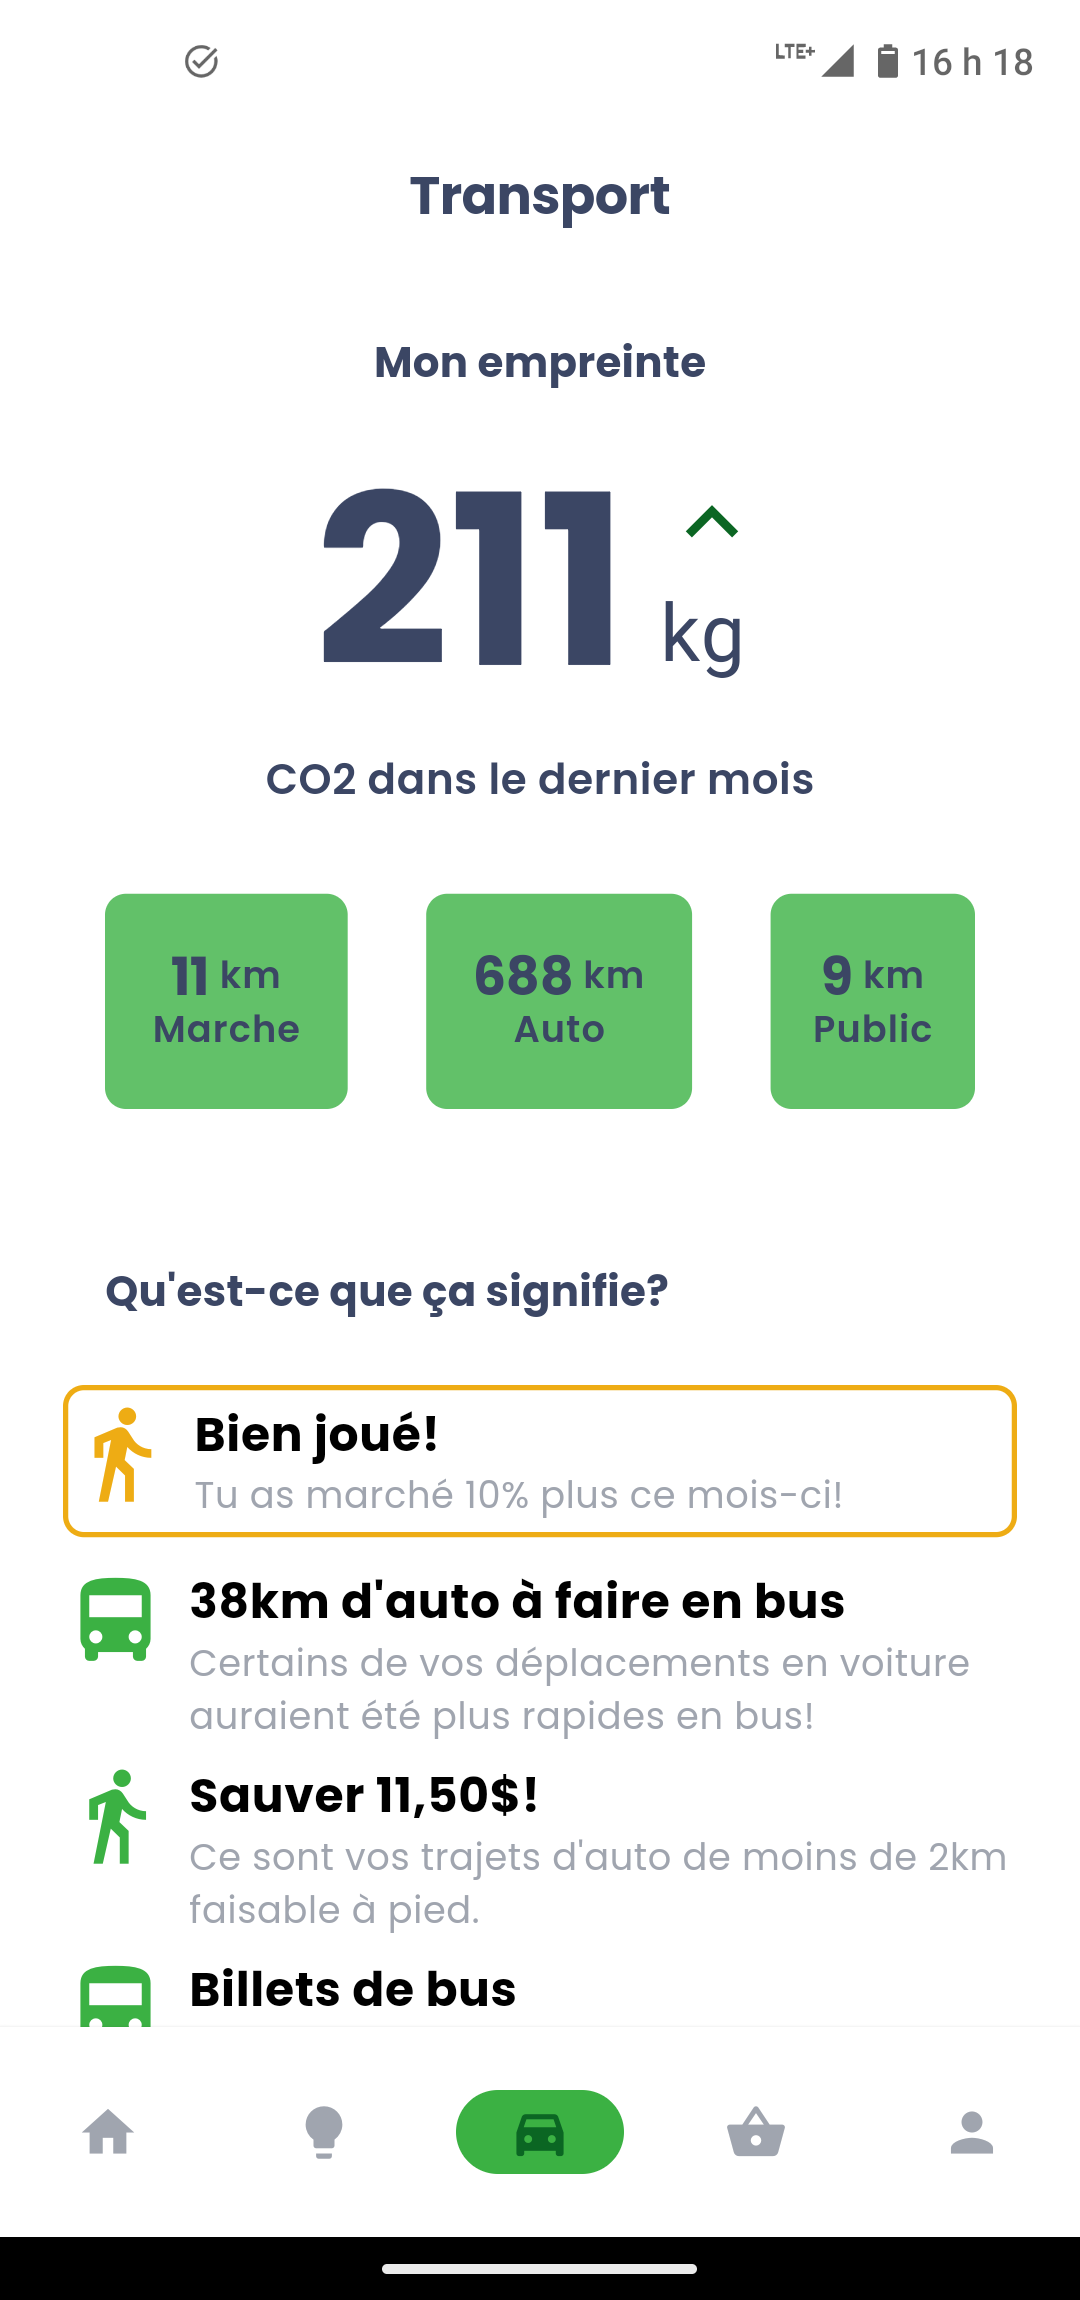 LTE+ 16 h 18
Transport
Mon empreinte
211 kg
CO2 dans le dernier mois
11 km
Marche
688 km
Auto
9 km
Public
Qu'est-ce que ça signifie?
Bien joué!
Tu as marché 10% plus ce mois-ci!
38km d'auto à faire en bus
Certains de vos déplacements en voiture
auraient été plus rapides en bus!
Sauver 11,50$!
Ce sont vos trajets d'auto de moins de 2km
faisable à pied.
Billets de bus